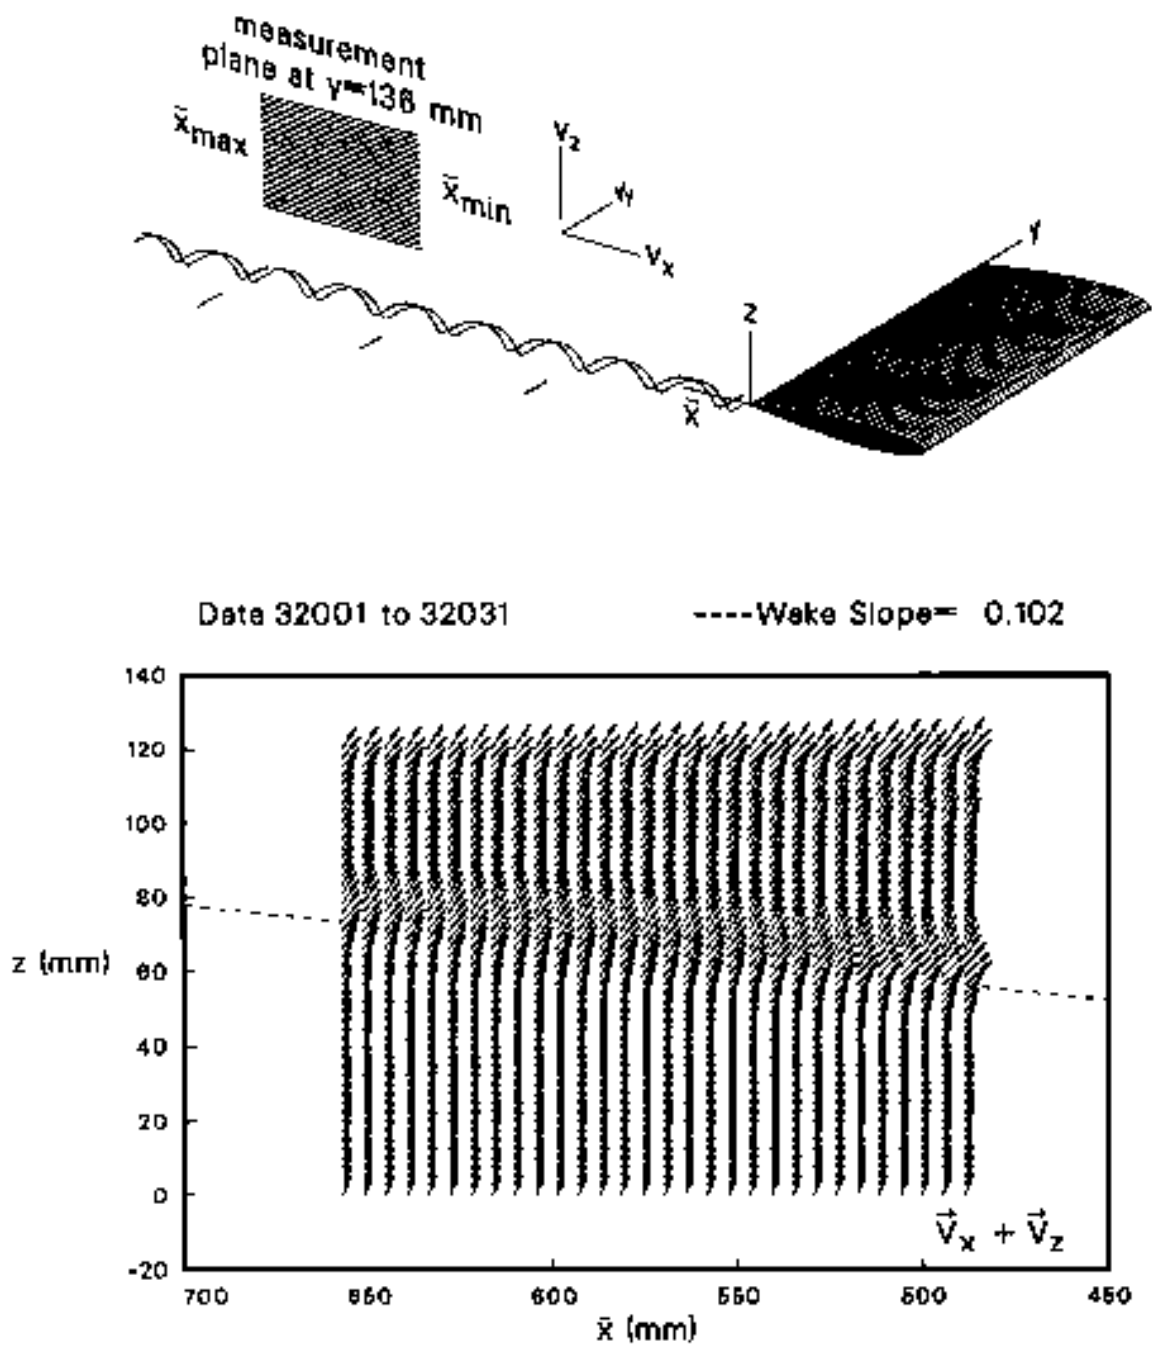 measurement
plane at y=136 mm
x̃max
x̃min
Vz
Vy
Vx
Y
Z
x̃
Data 32001 to 32031
----Wake Slope= 0.102
140
120
100
80
60
40
20
0
-20
z (mm)
V⃗x + V⃗z
700 650 600 550 500 450
x̃ (mm)